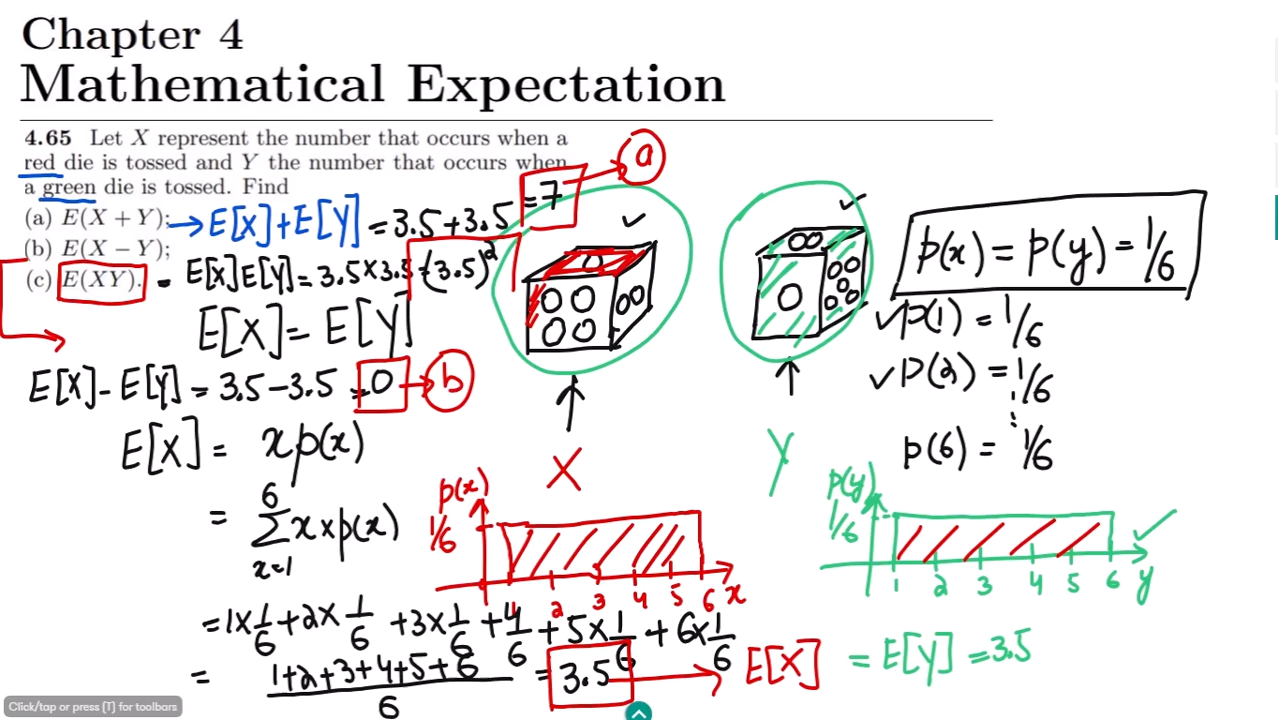 Chapter 4
Mathematical Expectation
4.65 Let X represent the number that occurs when a
red die is tossed and Y the number that occurs when
a green die is tossed. Find
(a) E(X + Y); → E[X]+E[Y] = 3.5+3.5 = 7 → a
(b) E(X − Y);
(c) E(XY). = E[X]E[Y] = 3.5×3.5 = (3.5)²
E[X] = E[Y]
E[X] - E[Y] = 3.5 - 3.5 = 0 → b
E[X] = x p(x)
= 6 Σ x=1 x × p(x)
= 1×1/6 + 2×1/6 + 3×1/6 + 4/6 + 5×1/6 + 6×1/6
= 1+2+3+4+5+6 / 6 = 3.5 → E[X] = E[Y] = 3.5
X
Y
p(x) = p(y) = 1/6
p(1) = 1/6
p(2) = 1/6
p(6) = 1/6
p(x)
1/6
1 2 3 4 5 6 x
p(y)
1/6
1 2 3 4 5 6 y
Click/tap or press [T] for toolbars